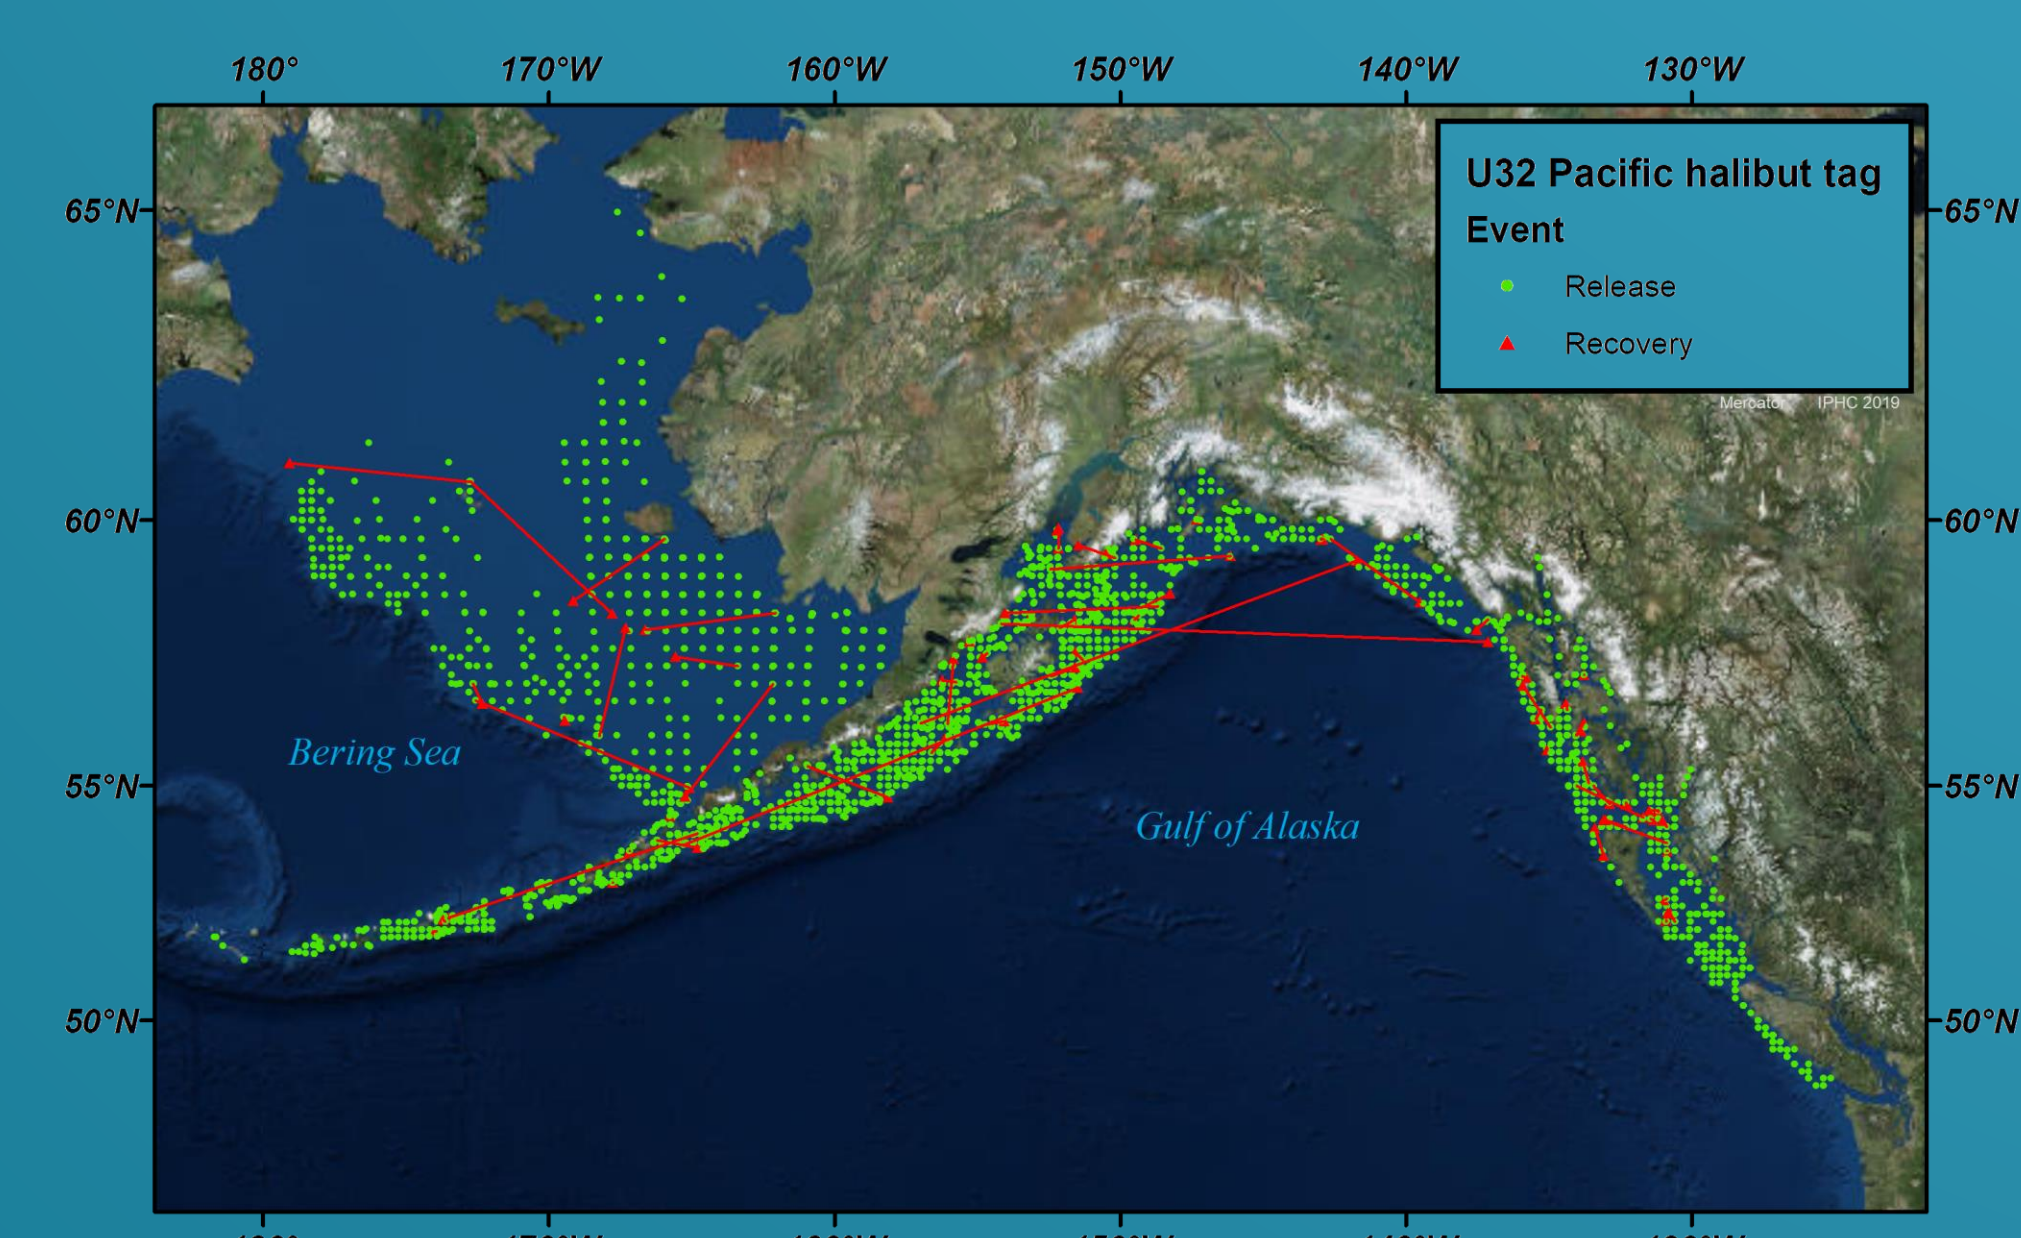 180° 170°W 160°W 150°W 140°W 130°W
U32 Pacific halibut tag
Event
Release
Recovery
Mercator IPHC 2019
65°N 65°N
60°N 60°N
Bering Sea
55°N 55°N
Gulf of Alaska
50°N 50°N